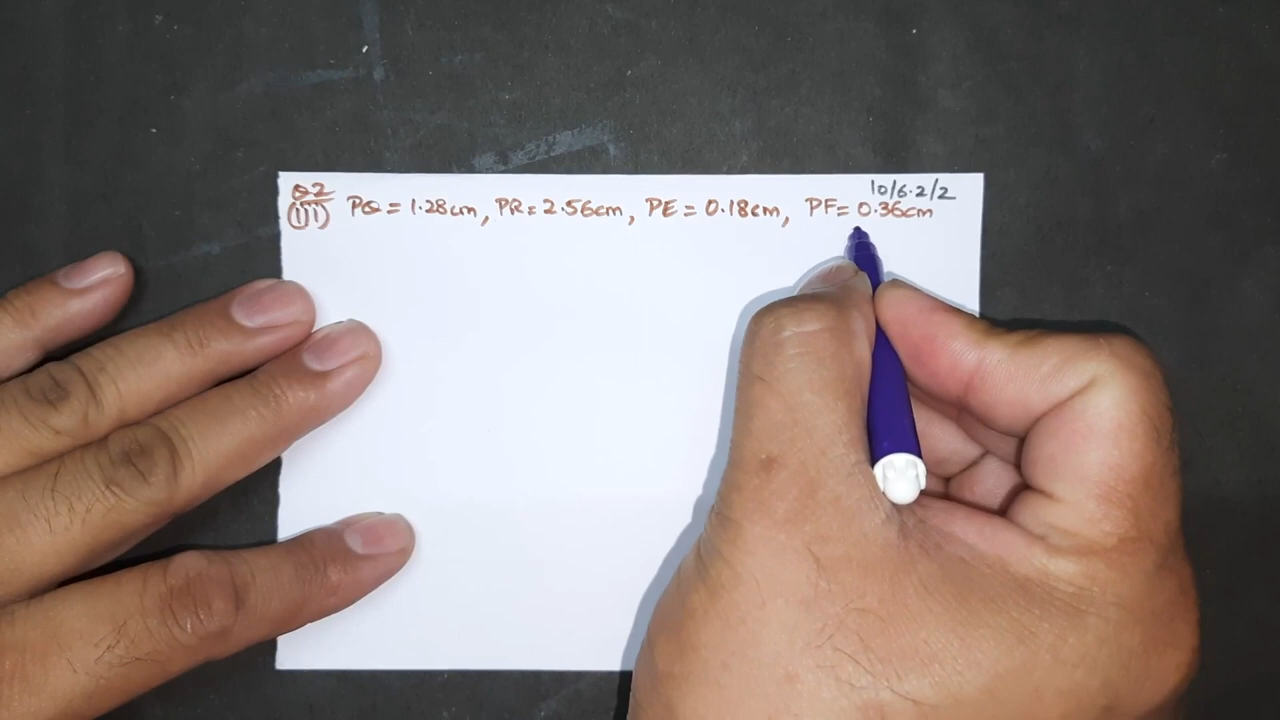 10/6.2/2
Q2
(iii) PQ = 1.28cm, PR = 2.56cm, PE = 0.18cm, PF = 0.36cm